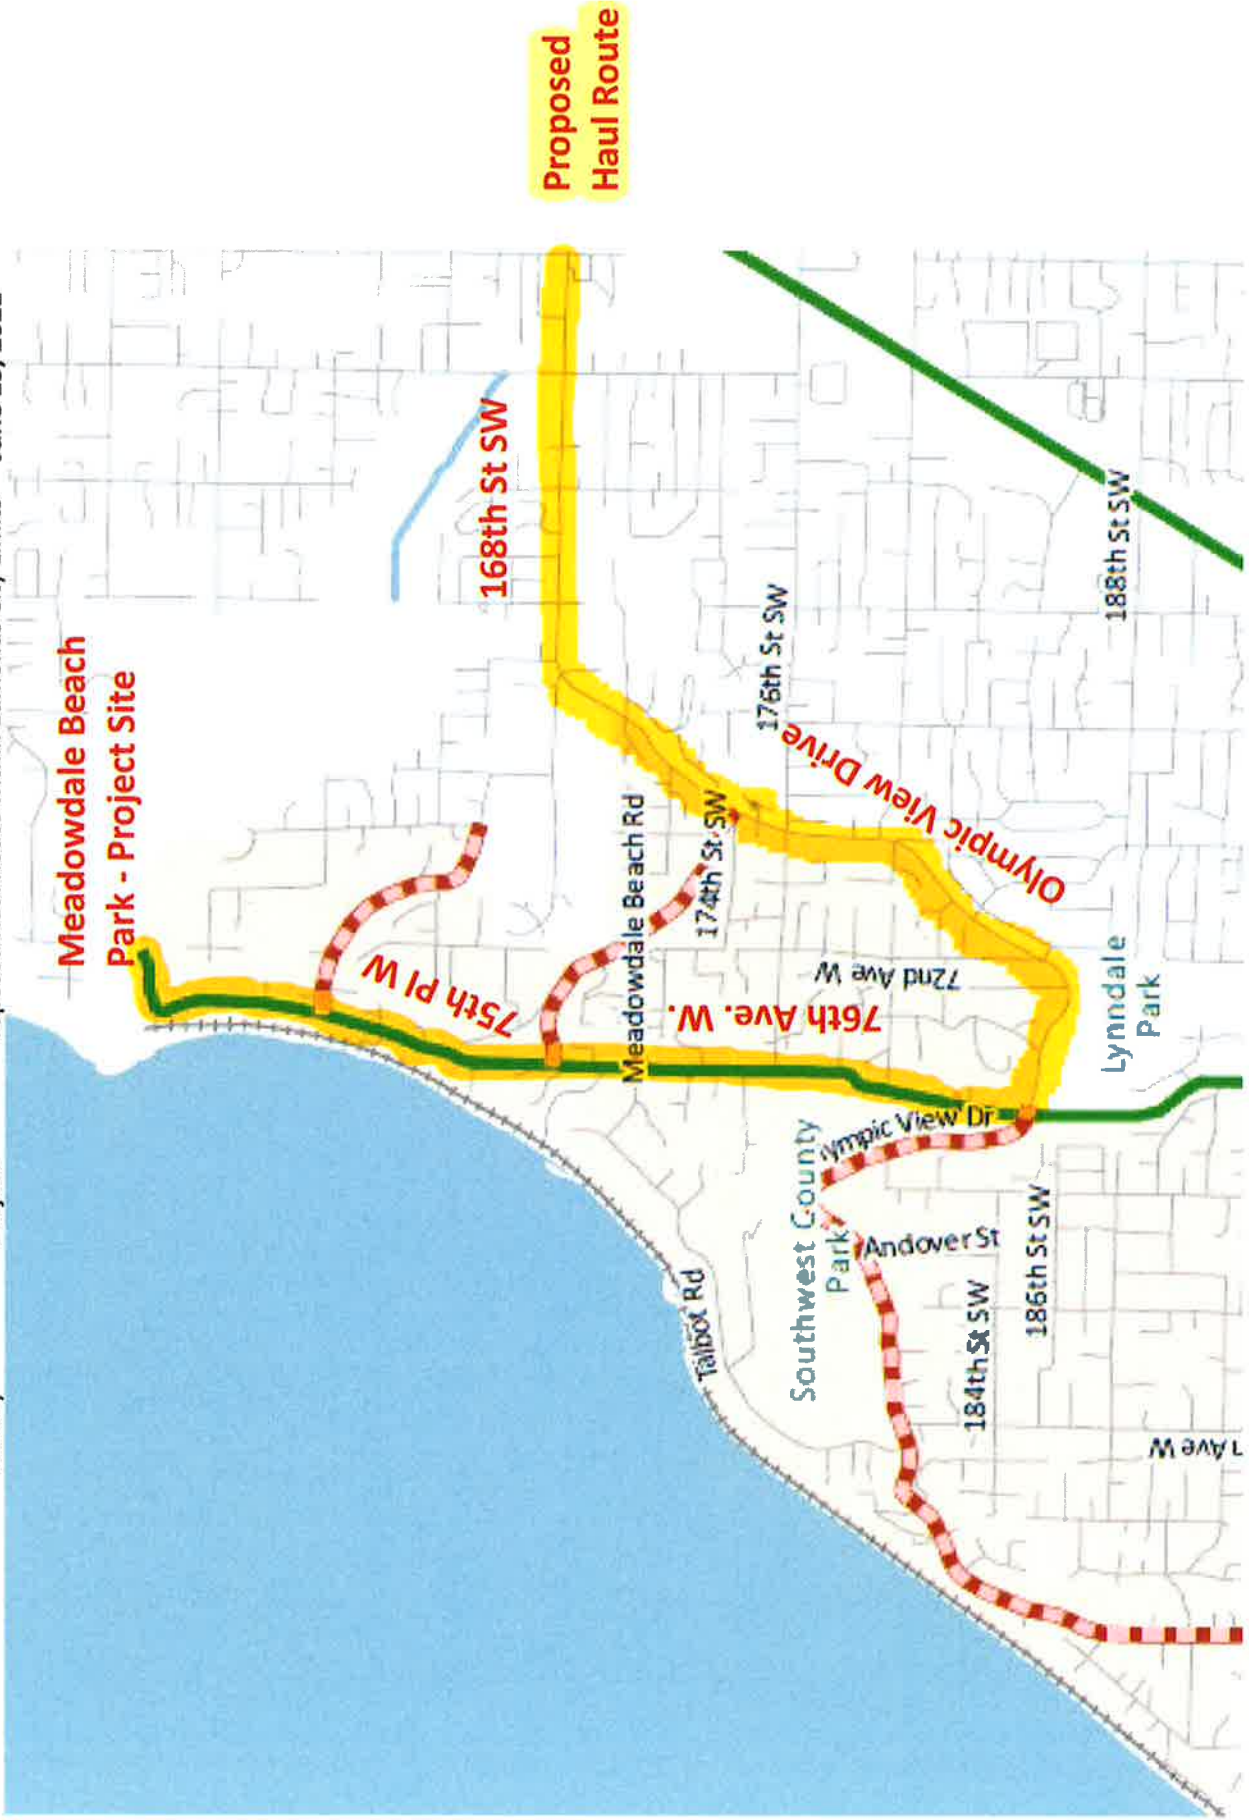 Meadowdale Beach
Park - Project Site
Proposed
Haul Route
168th St SW
75th Pl W
Meadowdale Beach Rd
174th St SW
176th St SW
76th Ave. W.
72nd Ave W
Olympic View Drive
Lynndale
Park
188th St SW
ympic View Dr
Southwest County
Park
Andover St
Talbot Rd
184th St SW
186th St SW
Ave W